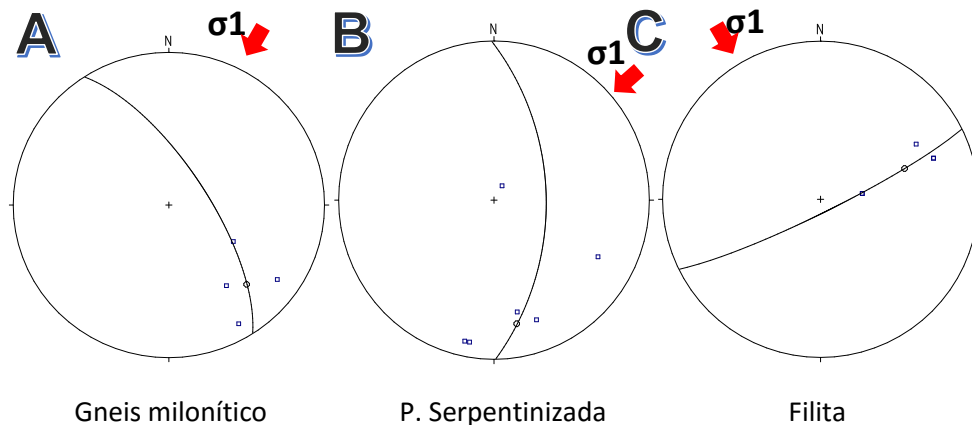 A
σ1
B
σ1
C
σ1
N
N
N
Gneis milonítico
P. Serpentinizada
Filita